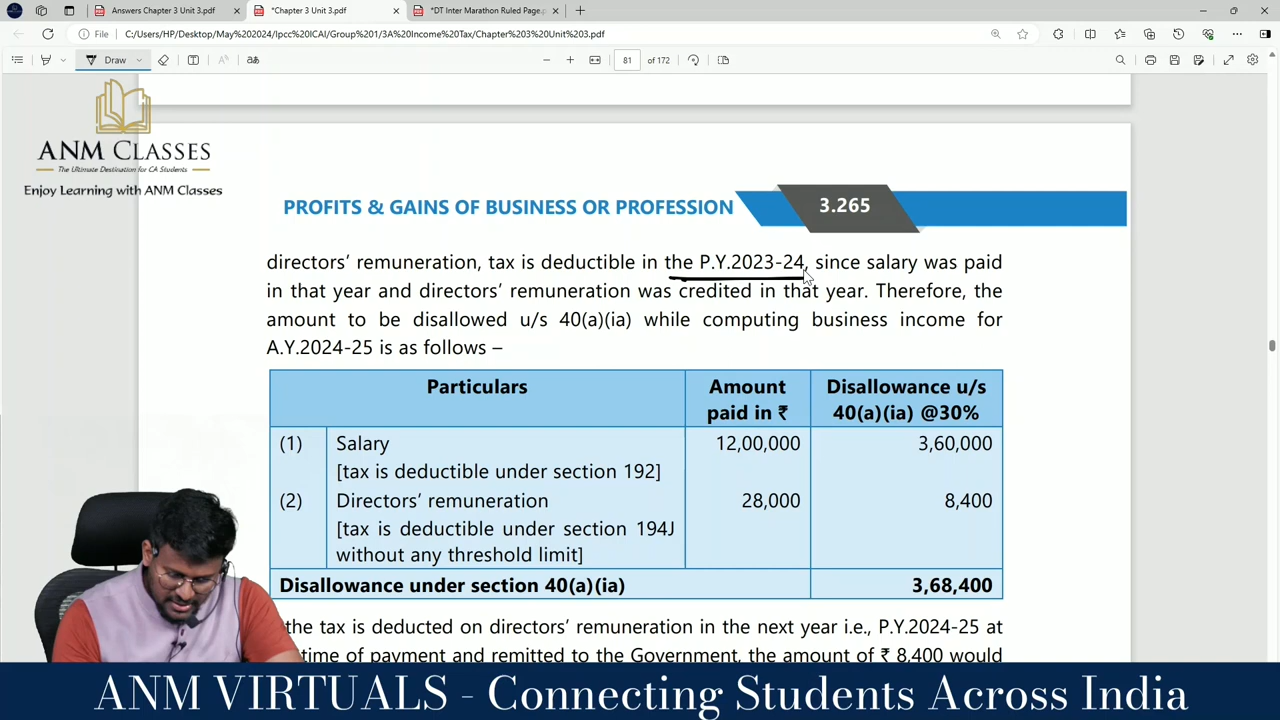 Answers Chapter 3 Unit 3.pdf
*Chapter 3 Unit 3.pdf
*DT Inter Marathon Ruled Page.p
File
C:/Users/HP/Desktop/May%202024/Ipcc%20ICAI/Group%201/3A%20Income%20Tax/Chapter%203%20Unit%203.pdf
Draw
81 of 172
ANM CLASSES
The Ultimate Destination for CA Students
Enjoy Learning with ANM Classes
PROFITS & GAINS OF BUSINESS OR PROFESSION 3.265
directors’ remuneration, tax is deductible in the P.Y.2023-24, since salary was paid
in that year and directors’ remuneration was credited in that year. Therefore, the
amount to be disallowed u/s 40(a)(ia) while computing business income for
A.Y.2024-25 is as follows –
Particulars Amount paid in ₹ Disallowance u/s 40(a)(ia) @30%
(1) Salary 12,00,000 3,60,000
[tax is deductible under section 192]
(2) Directors’ remuneration 28,000 8,400
[tax is deductible under section 194J
without any threshold limit]
Disallowance under section 40(a)(ia) 3,68,400
the tax is deducted on directors’ remuneration in the next year i.e., P.Y.2024-25 at
time of payment and remitted to the Government, the amount of ₹ 8,400 would
ANM VIRTUALS - Connecting Students Across India